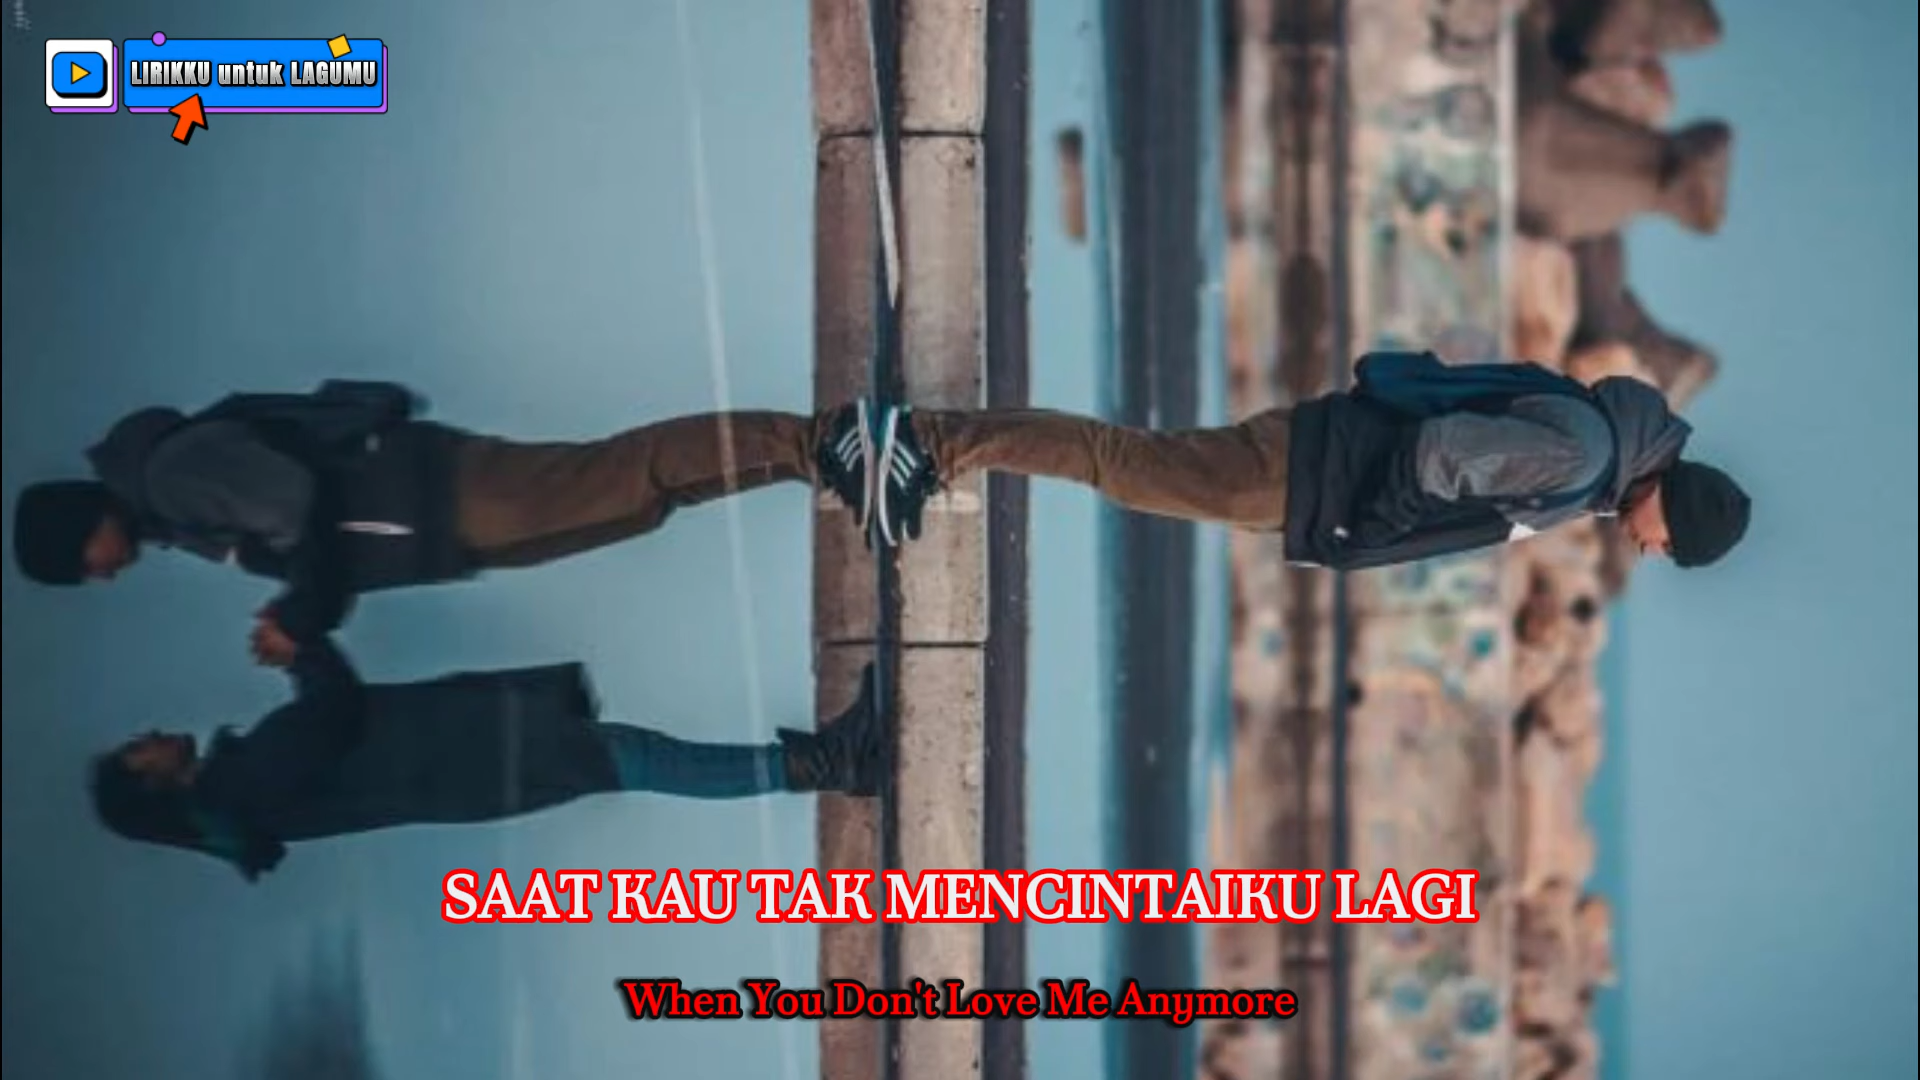 LIRIKKU untuk LAGUMU
SAAT KAU TAK MENCINTAIKU LAGI
When You Don't Love Me Anymore